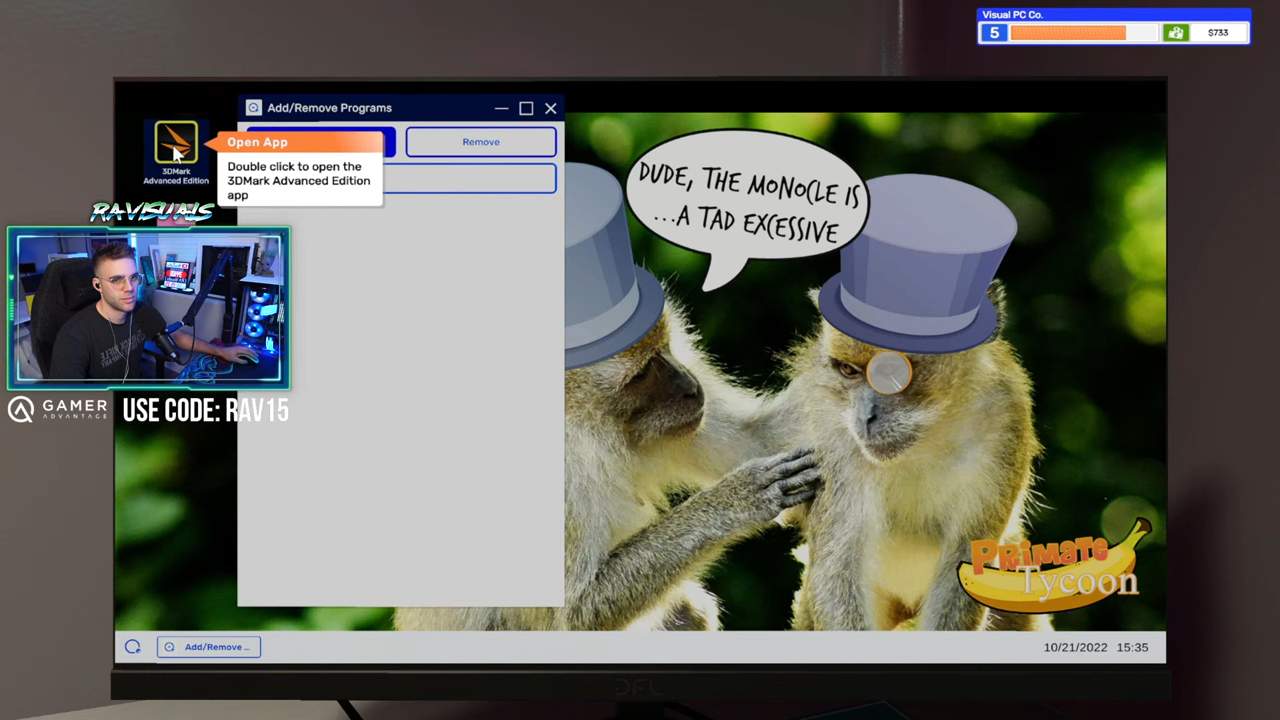 Visual PC Co.
5
$733
Add/Remove Programs
Remove
Open App
Double click to open the
3DMark Advanced Edition
app
3DMark
Advanced Edition
DUDE, THE MONOCLE IS
...A TAD EXCESSIVE
RAVISUALS
GAMER
ADVANTAGE
USE CODE: RAV15
PRiMaTe
Tycoon
Add/Remove ...
10/21/2022 15:35
DFL